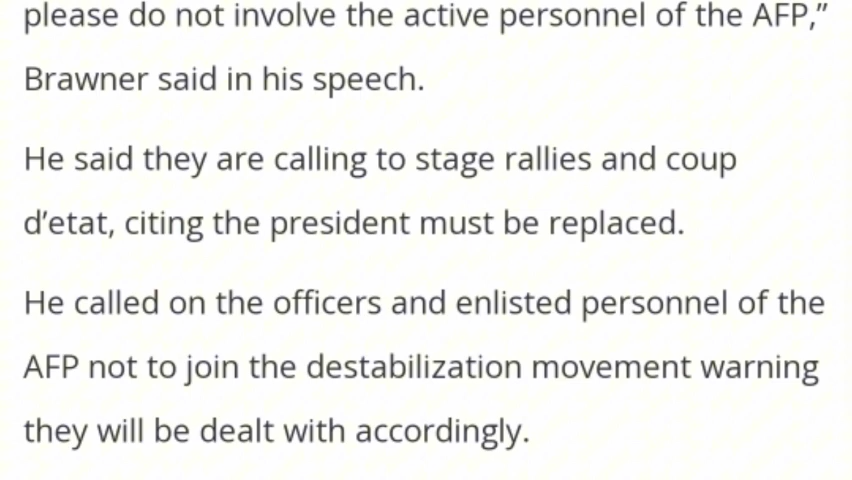 please do not involve the active personnel of the AFP,”
Brawner said in his speech.
He said they are calling to stage rallies and coup
d’etat, citing the president must be replaced.
He called on the officers and enlisted personnel of the
AFP not to join the destabilization movement warning
they will be dealt with accordingly.